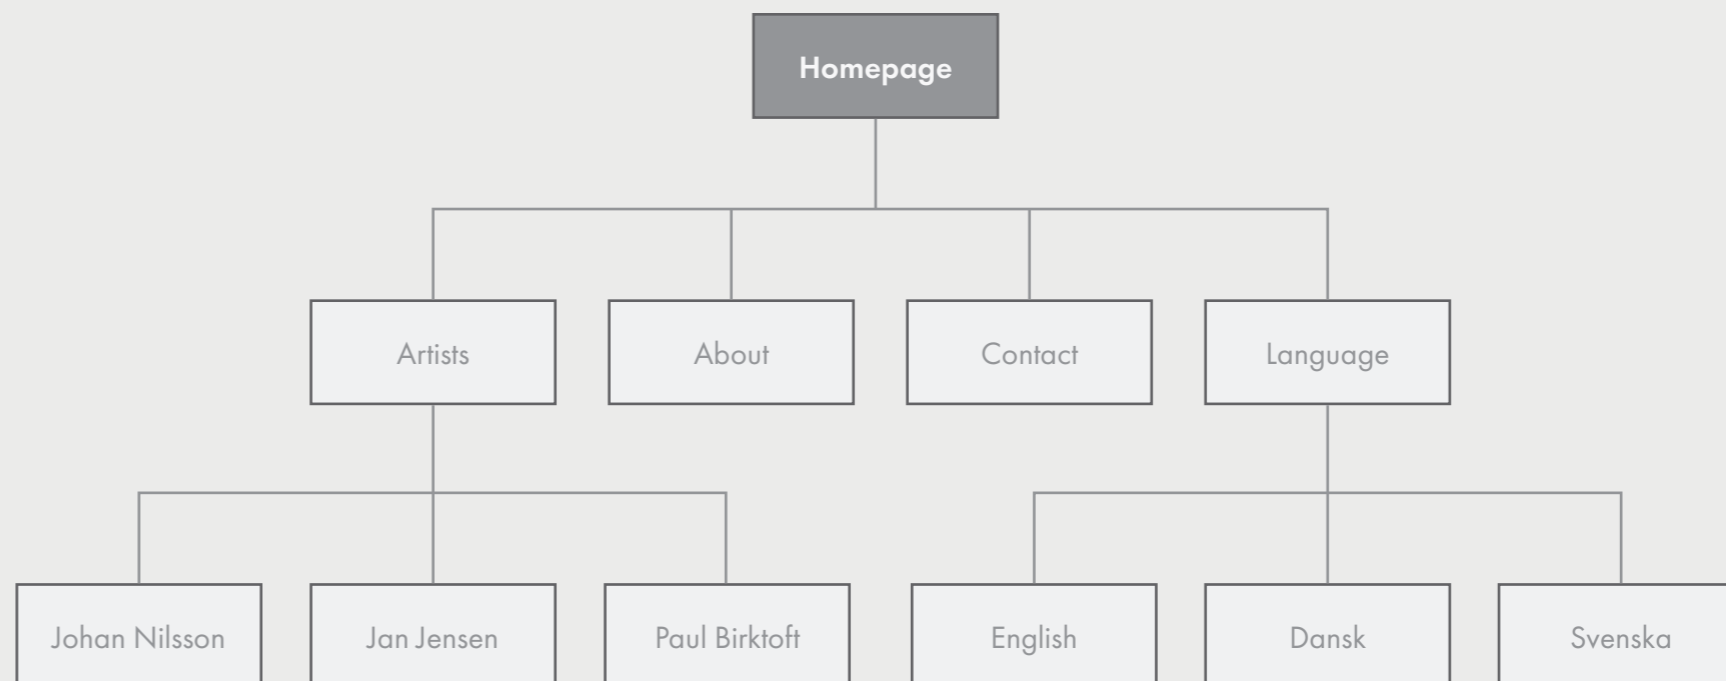 Homepage
Artists
About
Contact
Language
Johan Nilsson
Jan Jensen
Paul Birktoft
English
Dansk
Svenska